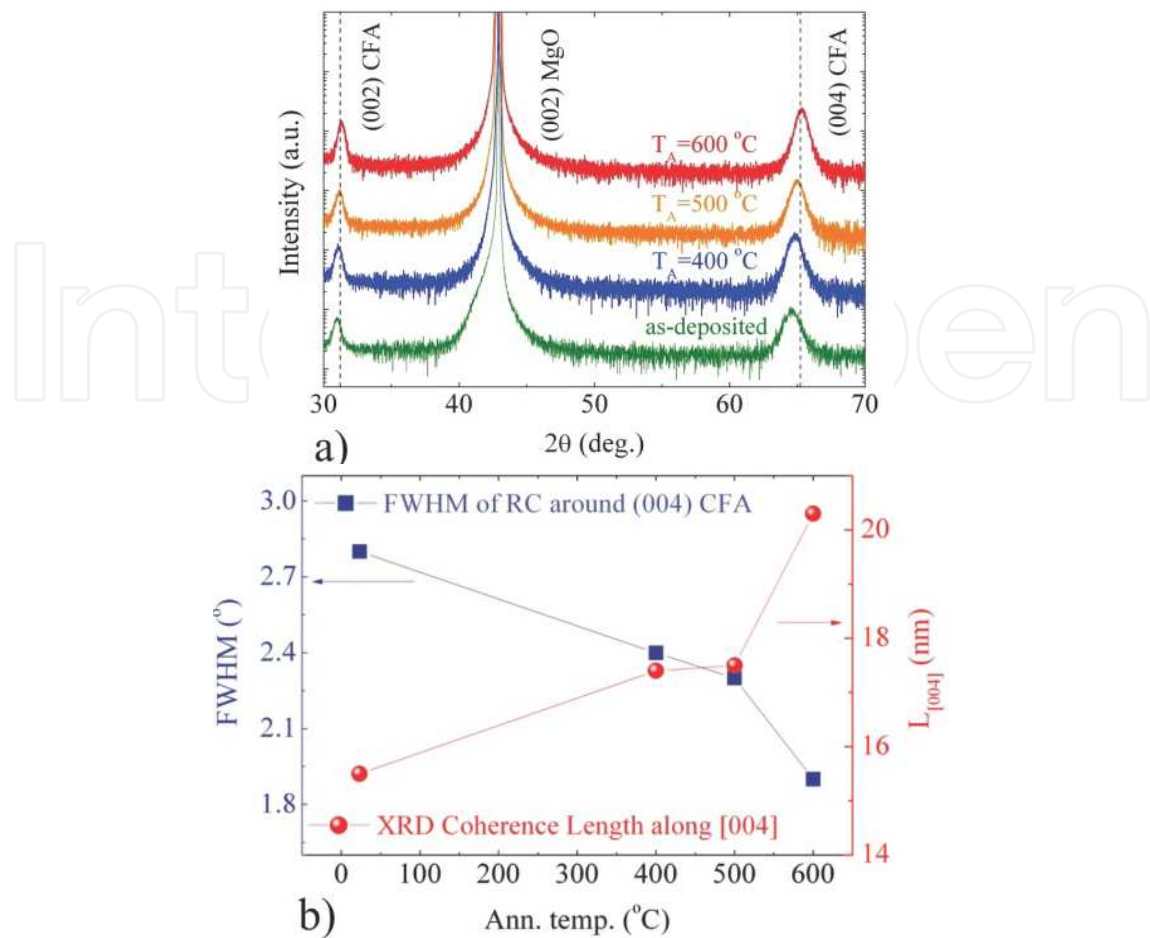 (002) CFA
(002) MgO
(004) CFA
Intensity (a.u.)
T_A=600 °C
T_A=500 °C
T_A=400 °C
as-deposited
30 40 50 60 70
2θ (deg.)
a)
3.0
2.7
2.4
2.1
1.8
FWHM (°)
FWHM of RC around (004) CFA
XRD Coherence Length along [004]
20
18
16
14
L[004] (nm)
0 100 200 300 400 500 600
Ann. temp. (°C)
b)